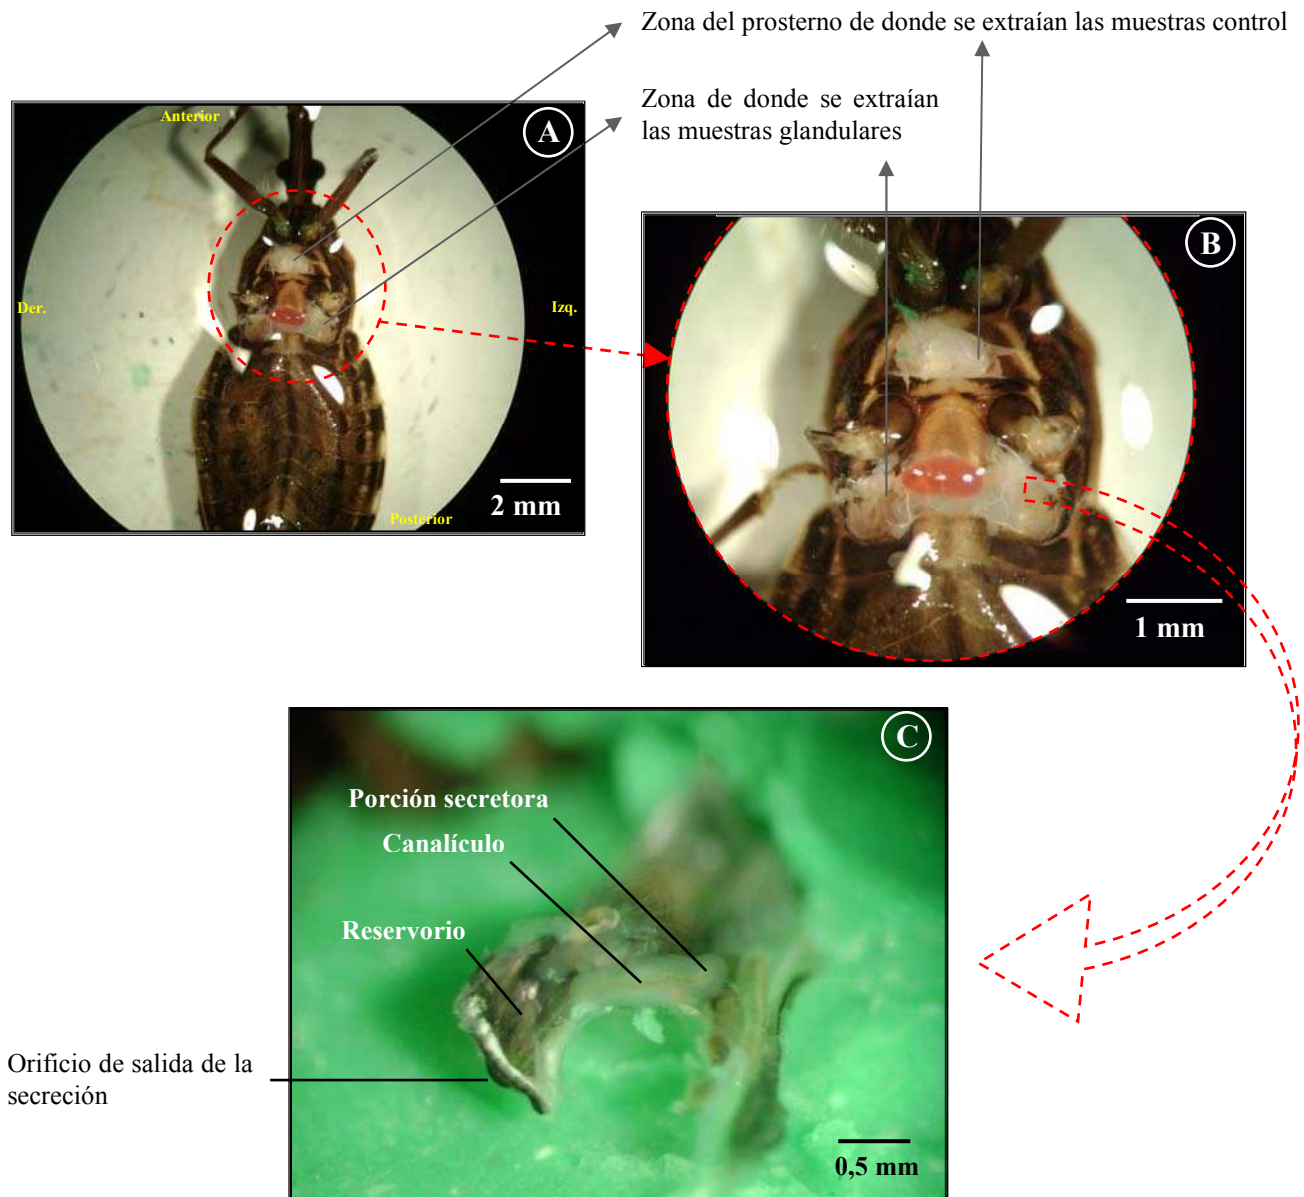 Zona del prosterno de donde se extraían las muestras control
Zona de donde se extraían
las muestras glandulares
A
Anterior
Der.
Izq.
Posterior
2 mm
B
1 mm
C
Porción secretora
Canalículo
Reservorio
Orificio de salida de la
secreción
0,5 mm